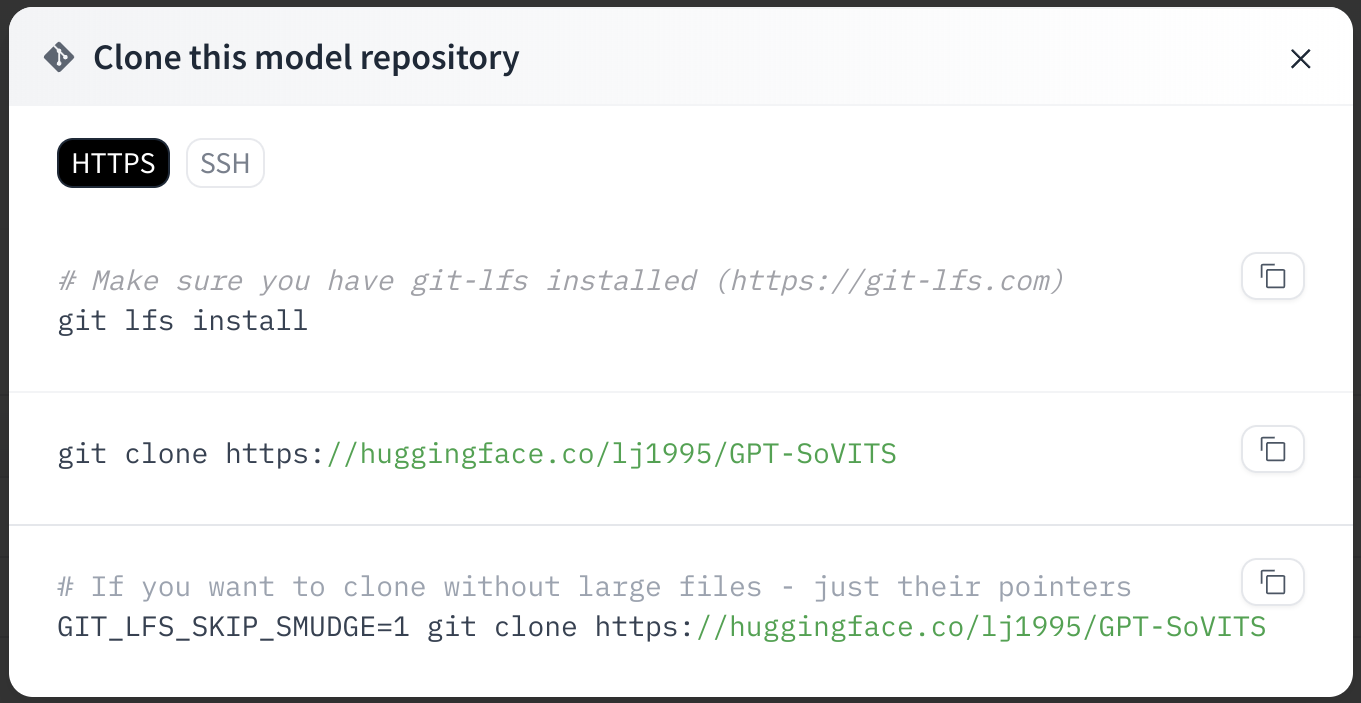 Clone this model repository
HTTPS SSH
# Make sure you have git-lfs installed (https://git-lfs.com)
git lfs install
git clone https://huggingface.co/lj1995/GPT-SoVITS
# If you want to clone without large files - just their pointers
GIT_LFS_SKIP_SMUDGE=1 git clone https://huggingface.co/lj1995/GPT-SoVITS